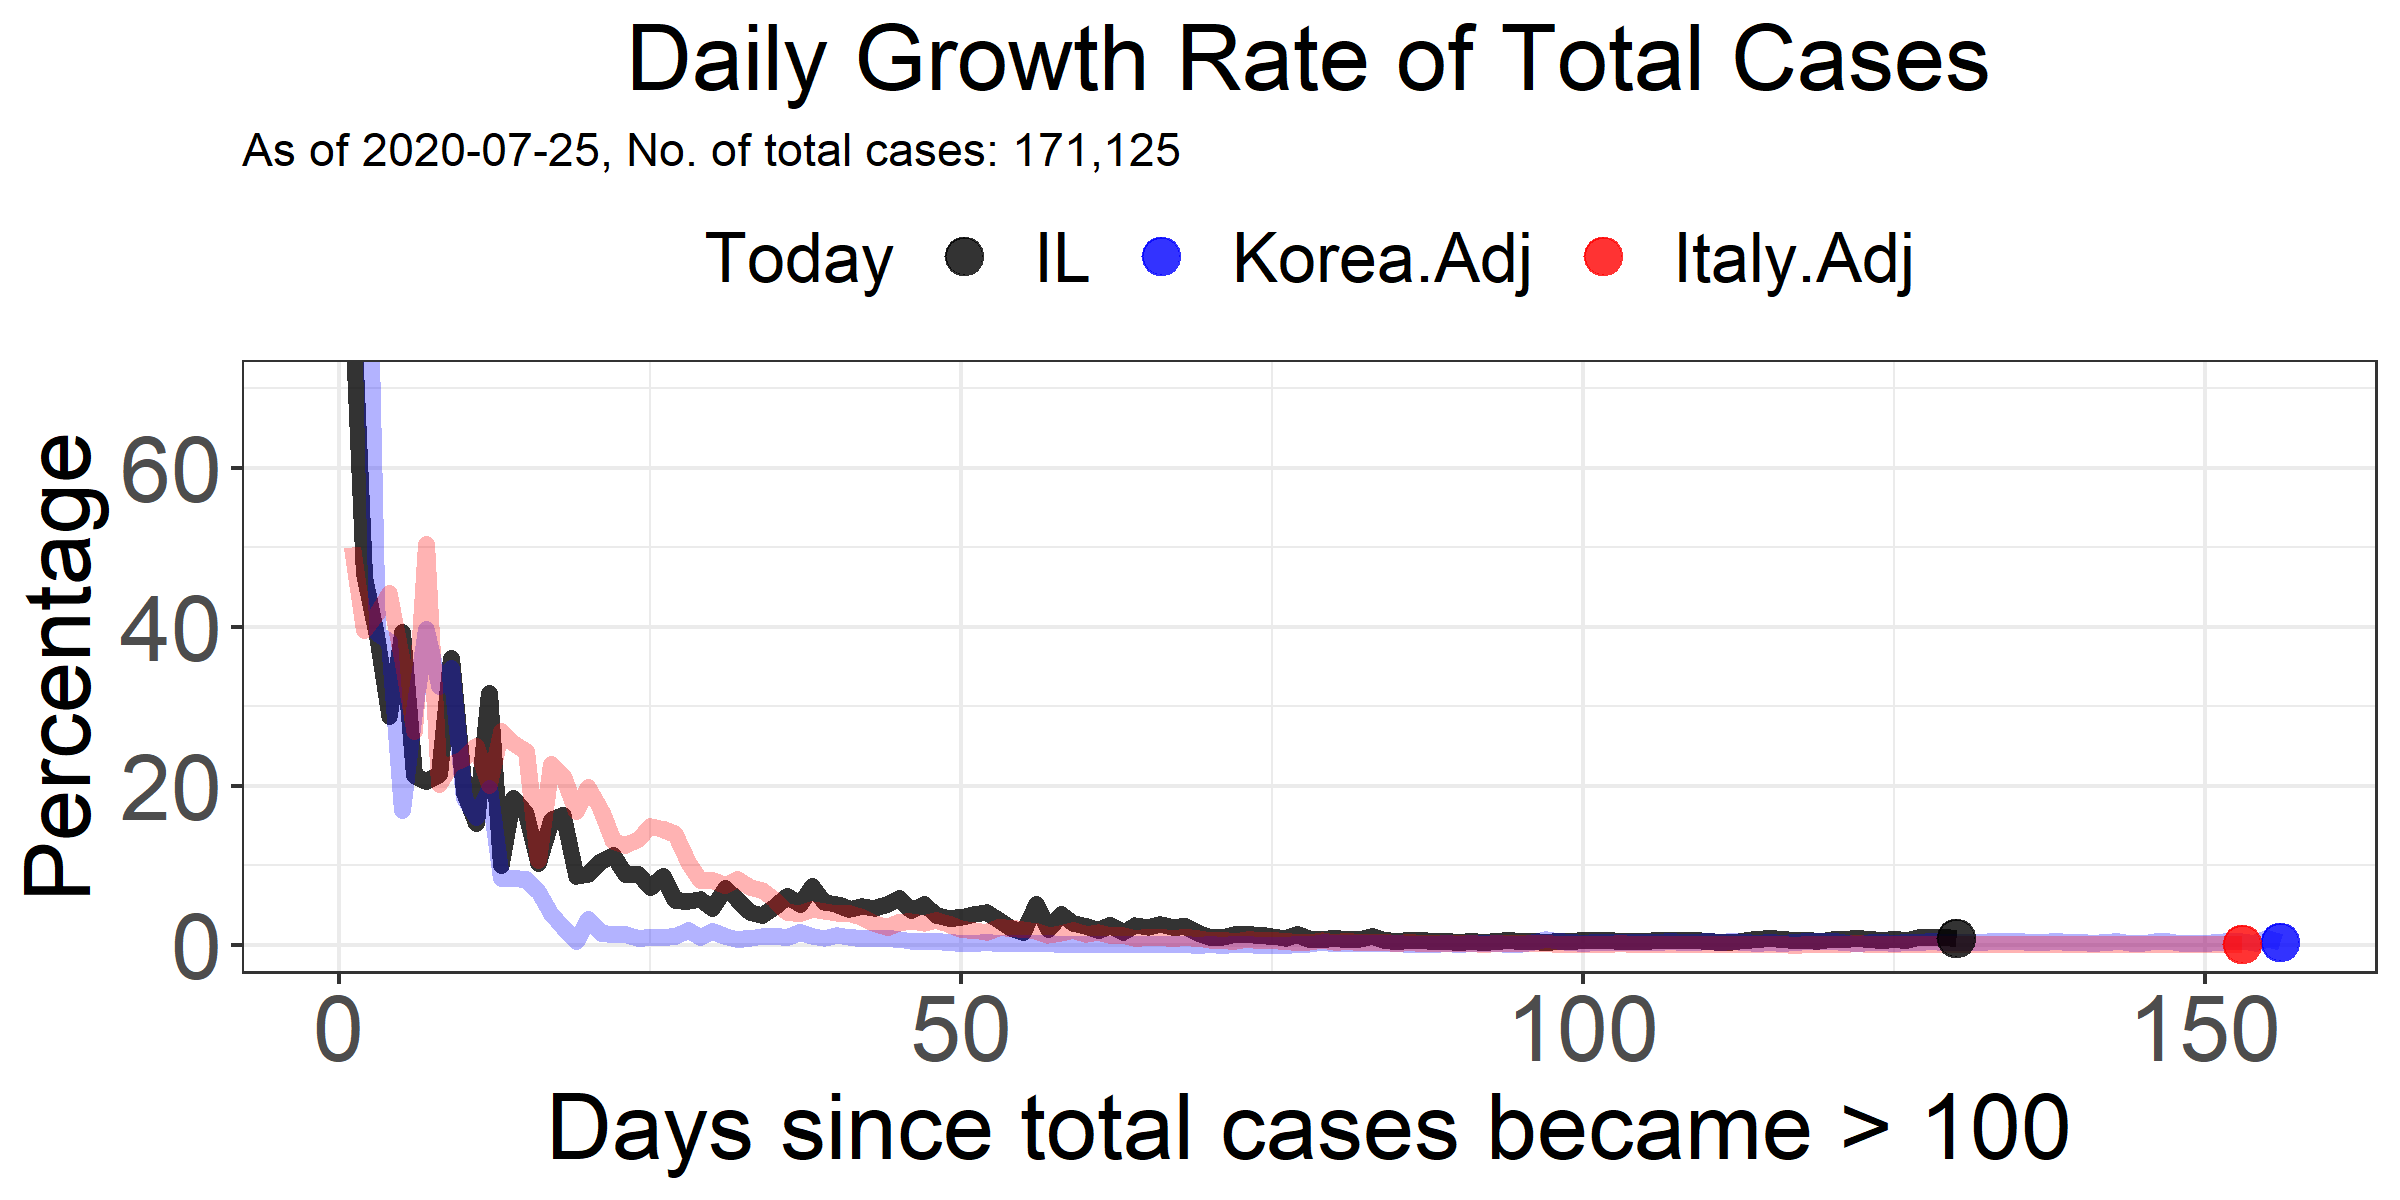 Daily Growth Rate of Total Cases
As of 2020-07-25, No. of total cases: 171,125
Today IL Korea.Adj Italy.Adj
Percentage
60
40
20
0
0 50 100 150
Days since total cases became > 100